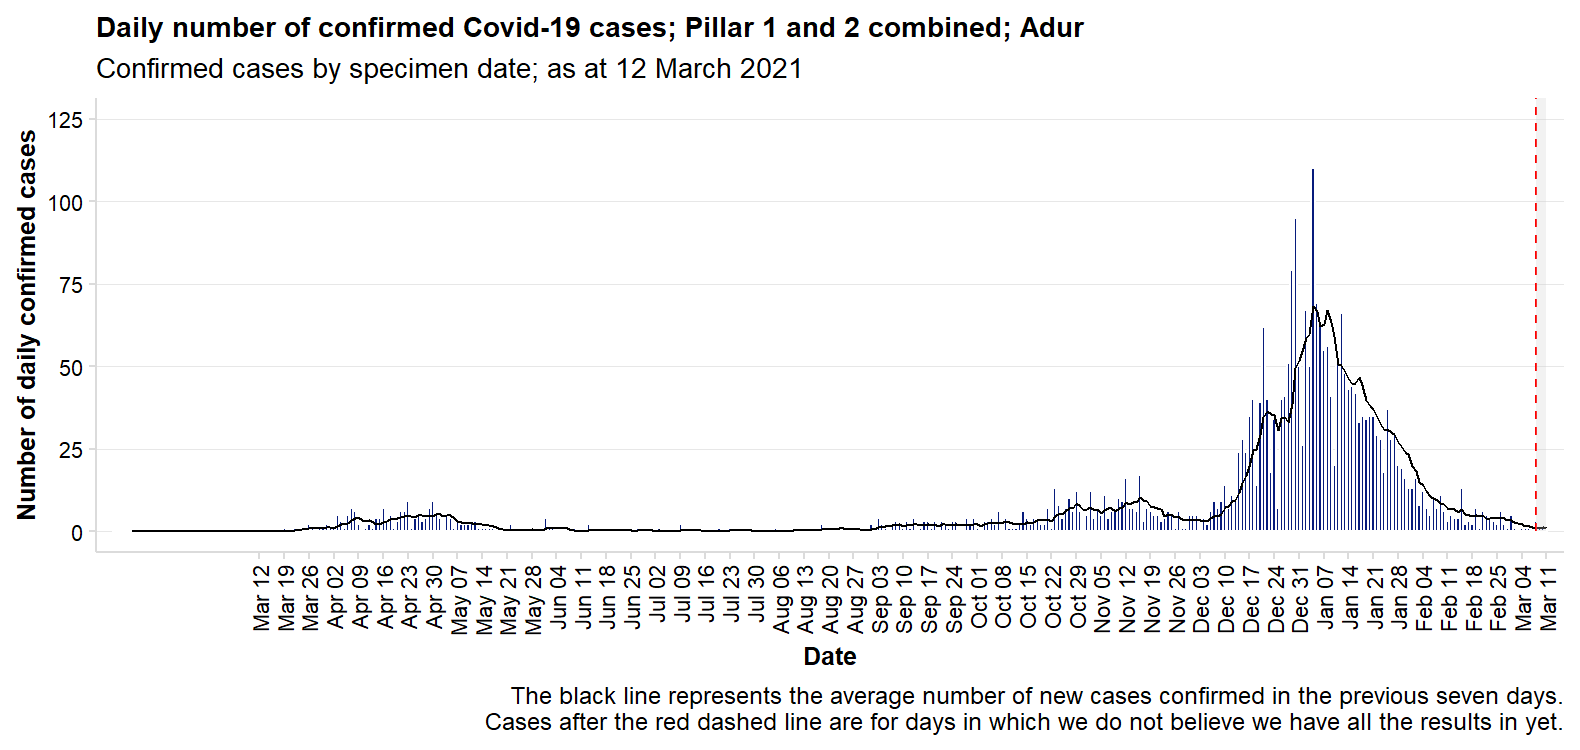 Daily number of confirmed Covid-19 cases; Pillar 1 and 2 combined; Adur
Confirmed cases by specimen date; as at 12 March 2021
Number of daily confirmed cases
125
100
75
50
25
0
Mar 12
Mar 19
Mar 26
Apr 02
Apr 09
Apr 16
Apr 23
Apr 30
May 07
May 14
May 21
May 28
Jun 04
Jun 11
Jun 18
Jun 25
Jul 02
Jul 09
Jul 16
Jul 23
Jul 30
Aug 06
Aug 13
Aug 20
Aug 27
Sep 03
Sep 10
Sep 17
Sep 24
Oct 01
Oct 08
Oct 15
Oct 22
Oct 29
Nov 05
Nov 12
Nov 19
Nov 26
Dec 03
Dec 10
Dec 17
Dec 24
Dec 31
Jan 07
Jan 14
Jan 21
Jan 28
Feb 04
Feb 11
Feb 18
Feb 25
Mar 04
Mar 11
Date
The black line represents the average number of new cases confirmed in the previous seven days.
Cases after the red dashed line are for days in which we do not believe we have all the results in yet.